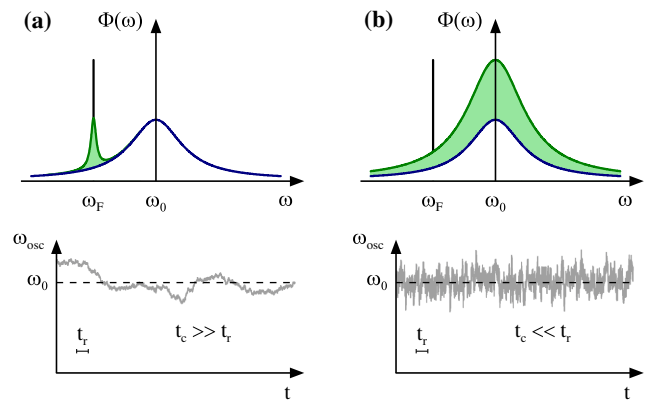 (a) Φ(ω)
ω_F ω_0 ω
ω_osc
ω_0
t_r t_c >> t_r
t
(b) Φ(ω)
ω_F ω_0 ω
ω_osc
ω_0
t_r t_c << t_r
t